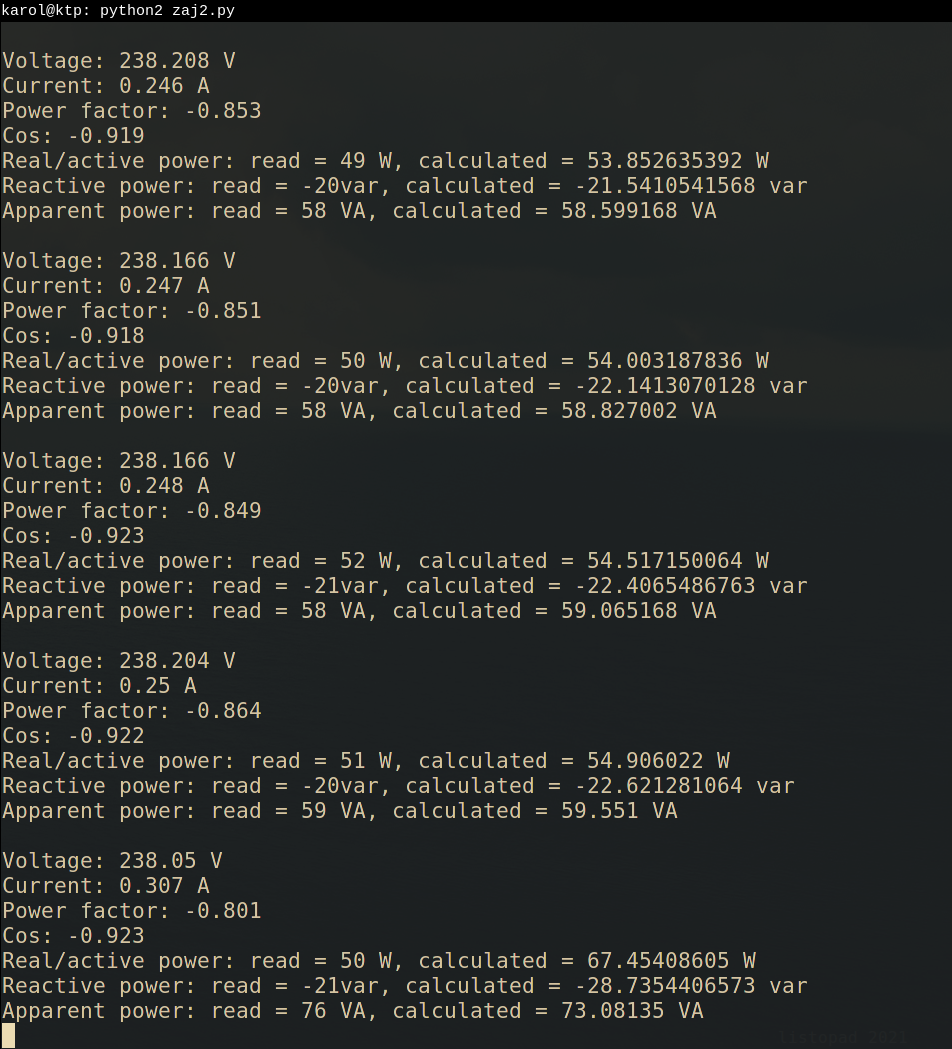 karol@ktp: python2 zaj2.py
Voltage: 238.208 V
Current: 0.246 A
Power factor: -0.853
Cos: -0.919
Real/active power: read = 49 W, calculated = 53.852635392 W
Reactive power: read = -20var, calculated = -21.5410541568 var
Apparent power: read = 58 VA, calculated = 58.599168 VA
Voltage: 238.166 V
Current: 0.247 A
Power factor: -0.851
Cos: -0.918
Real/active power: read = 50 W, calculated = 54.003187836 W
Reactive power: read = -20var, calculated = -22.1413070128 var
Apparent power: read = 58 VA, calculated = 58.827002 VA
Voltage: 238.166 V
Current: 0.248 A
Power factor: -0.849
Cos: -0.923
Real/active power: read = 52 W, calculated = 54.517150064 W
Reactive power: read = -21var, calculated = -22.4065486763 var
Apparent power: read = 58 VA, calculated = 59.065168 VA
Voltage: 238.204 V
Current: 0.25 A
Power factor: -0.864
Cos: -0.922
Real/active power: read = 51 W, calculated = 54.906022 W
Reactive power: read = -20var, calculated = -22.621281064 var
Apparent power: read = 59 VA, calculated = 59.551 VA
Voltage: 238.05 V
Current: 0.307 A
Power factor: -0.801
Cos: -0.923
Real/active power: read = 50 W, calculated = 67.45408605 W
Reactive power: read = -21var, calculated = -28.7354406573 var
Apparent power: read = 76 VA, calculated = 73.08135 VA
listopad 2021